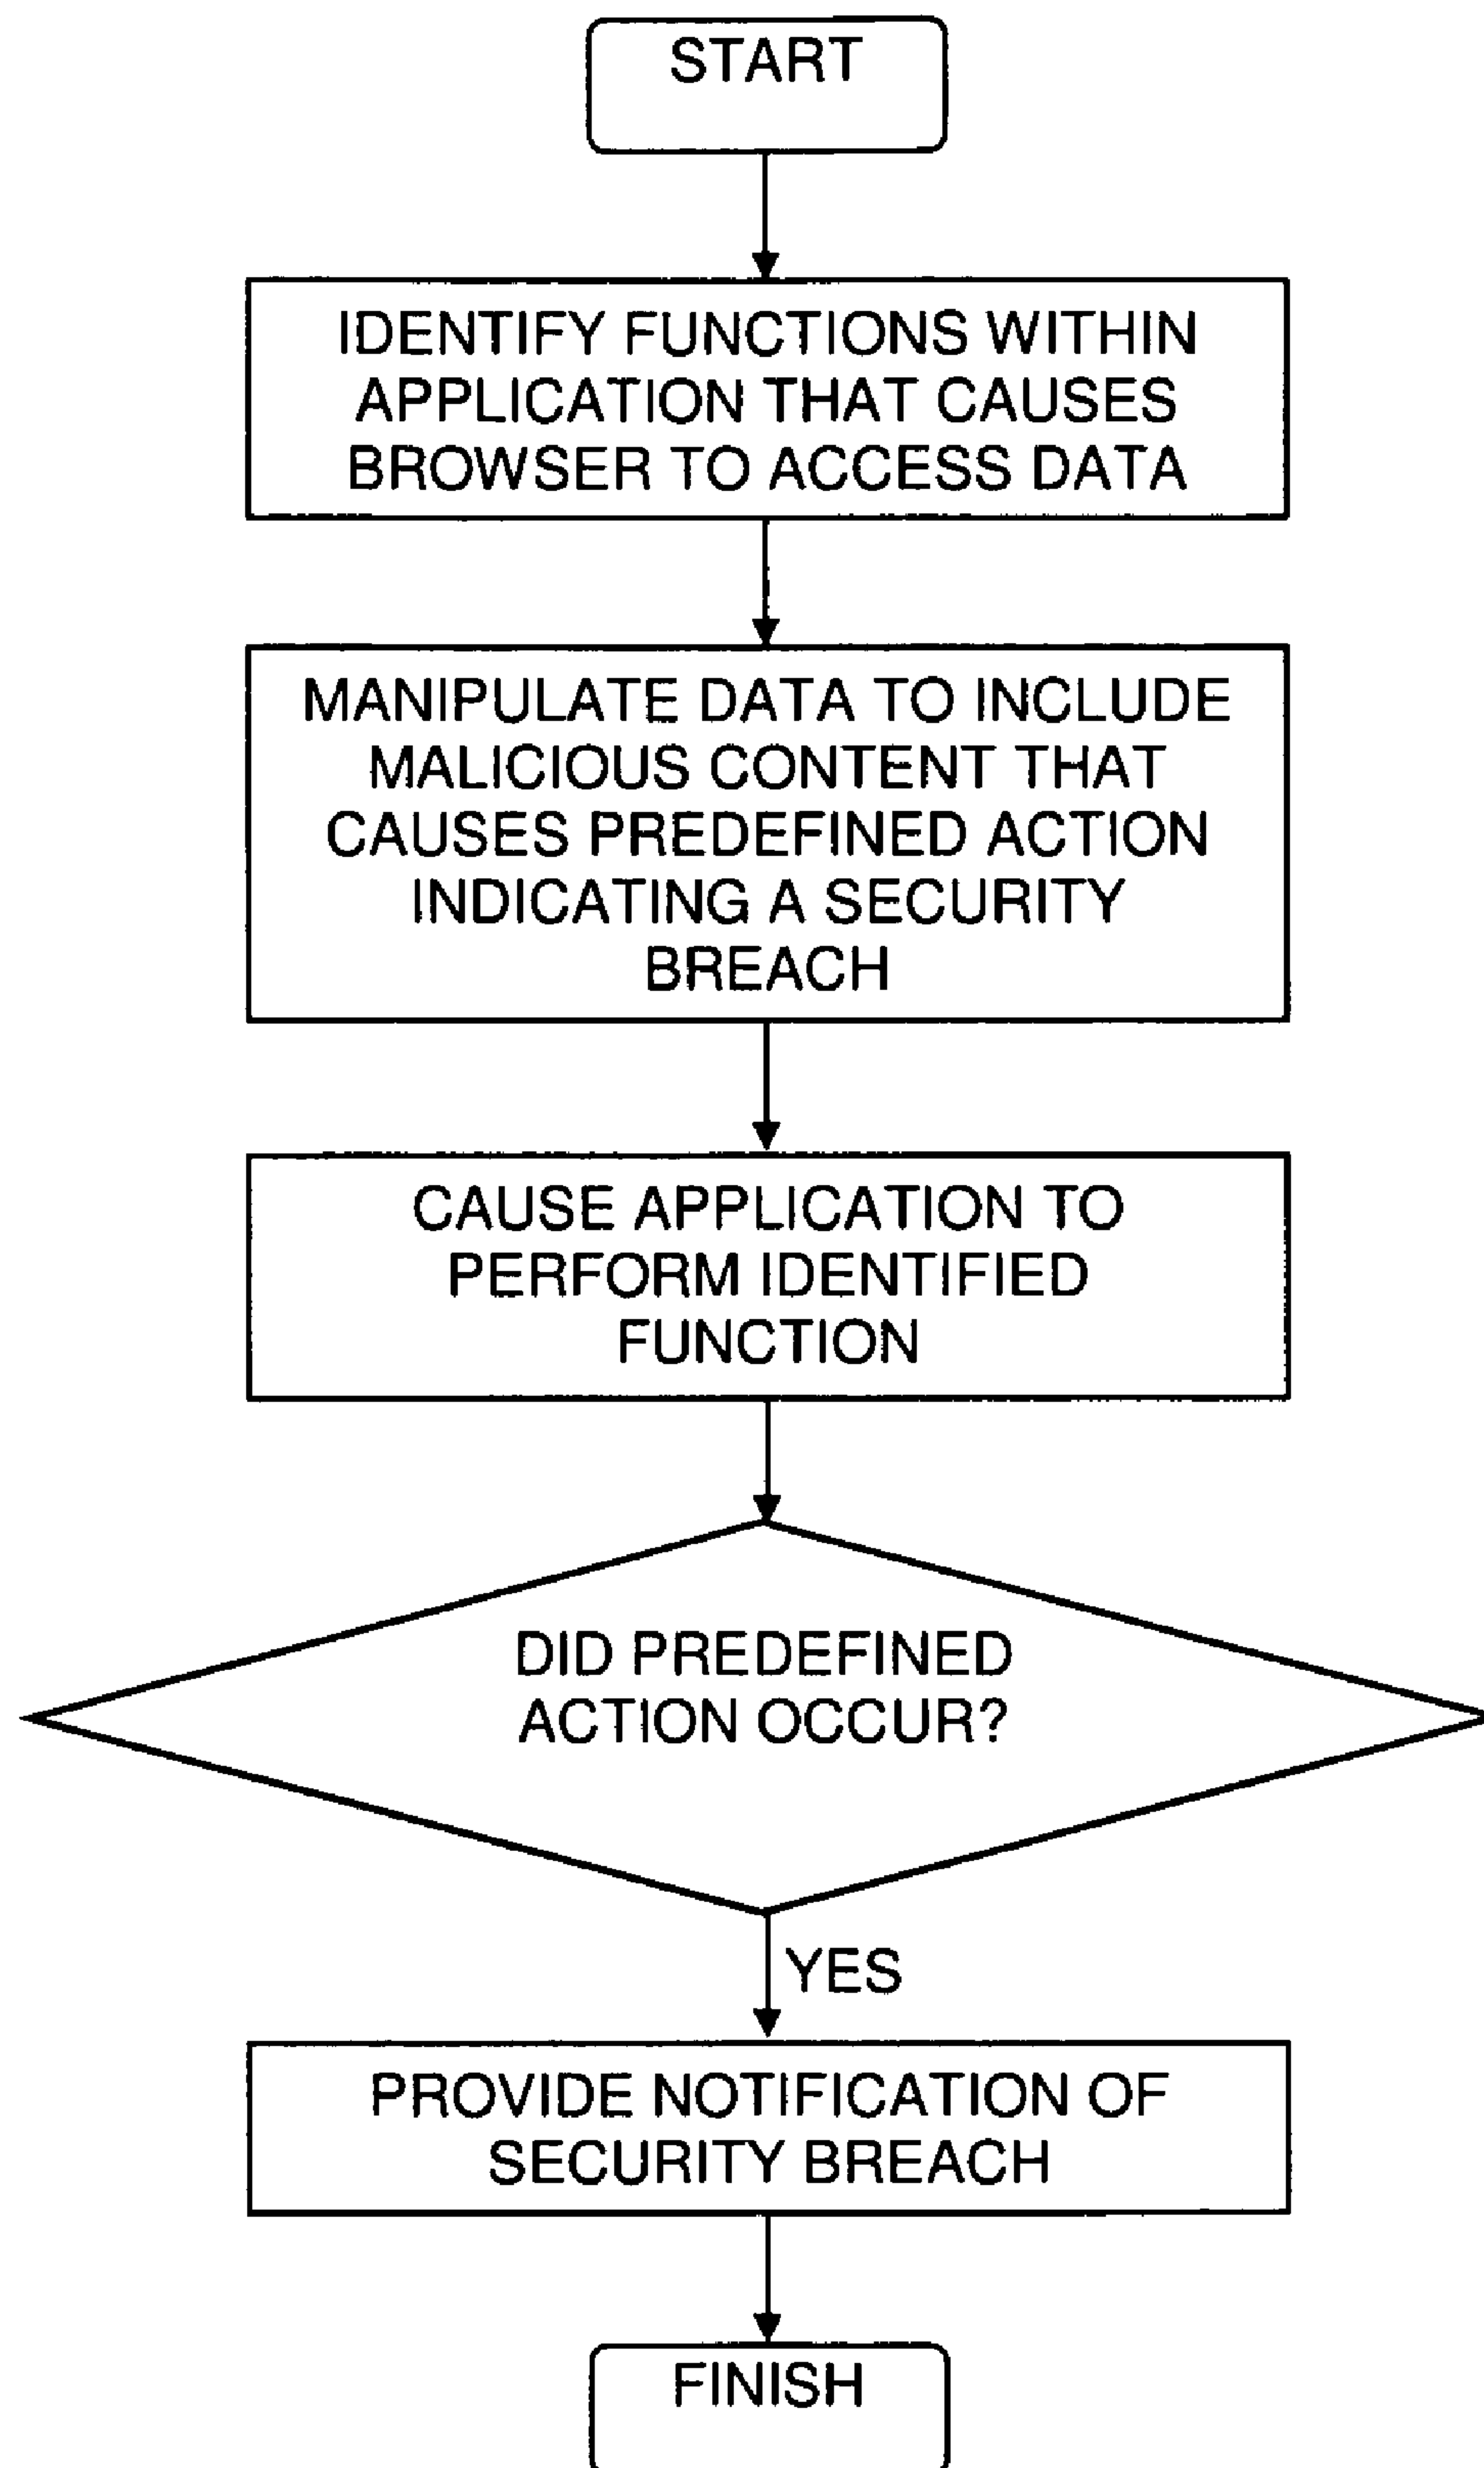 START
IDENTIFY FUNCTIONS WITHIN
APPLICATION THAT CAUSES
BROWSER TO ACCESS DATA
MANIPULATE DATA TO INCLUDE
MALICIOUS CONTENT THAT
CAUSES PREDEFINED ACTION
INDICATING A SECURITY
BREACH
CAUSE APPLICATION TO
PERFORM IDENTIFIED
FUNCTION
DID PREDEFINED
ACTION OCCUR?
YES
PROVIDE NOTIFICATION OF
SECURITY BREACH
FINISH